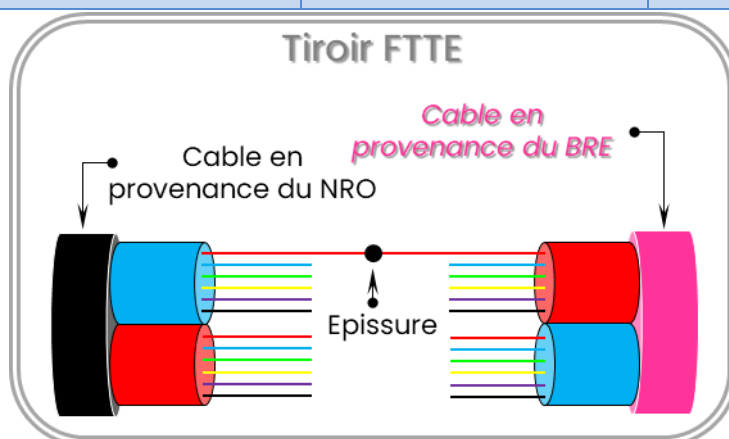 Tiroir FTTE
Cable en
provenance du BRE
Cable en
provenance du NRO
Epissure